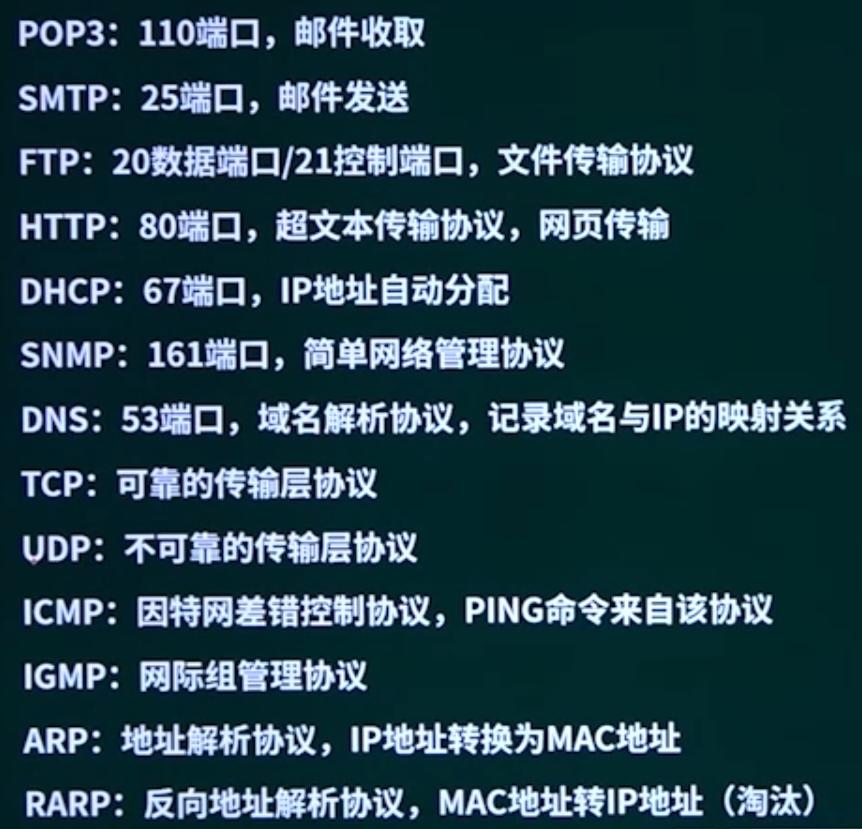 POP3：110端口，邮件收取
SMTP：25端口，邮件发送
FTP：20数据端口/21控制端口，文件传输协议
HTTP：80端口，超文本传输协议，网页传输
DHCP：67端口，IP地址自动分配
SNMP：161端口，简单网络管理协议
DNS：53端口，域名解析协议，记录域名与IP的映射关系
TCP：可靠的传输层协议
UDP：不可靠的传输层协议
ICMP：因特网差错控制协议，PING命令来自该协议
IGMP：网际组管理协议
ARP：地址解析协议，IP地址转换为MAC地址
RARP：反向地址解析协议，MAC地址转IP地址（淘汰）